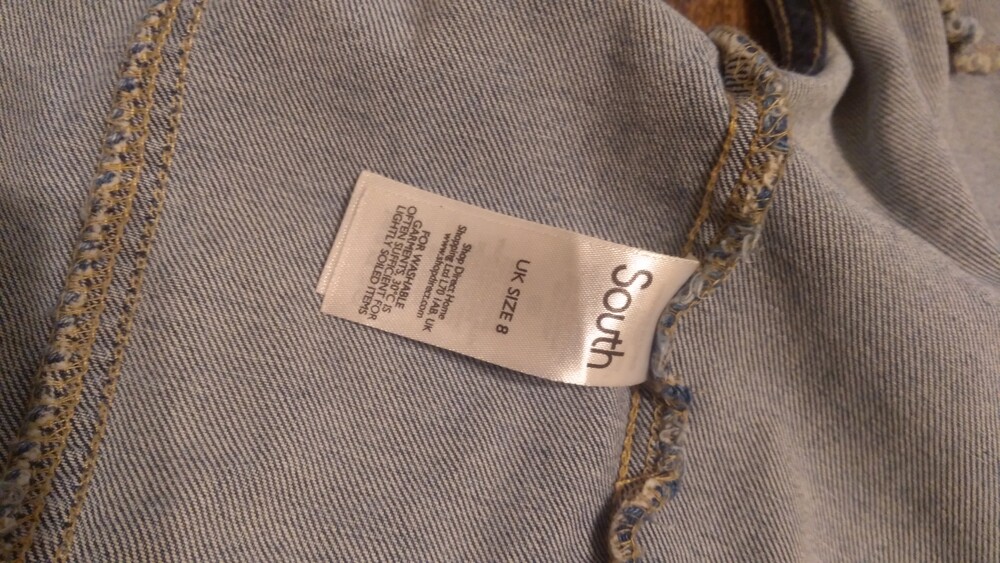 South
UK SIZE 8
Shop Direct Home
Shopping Ltd L70 1AB, UK
www.shopdirect.com
FOR WASHABLE
GARMENTS, 30°C IS
OFTEN SUFFICIENT FOR
LIGHTLY SOILED ITEMS